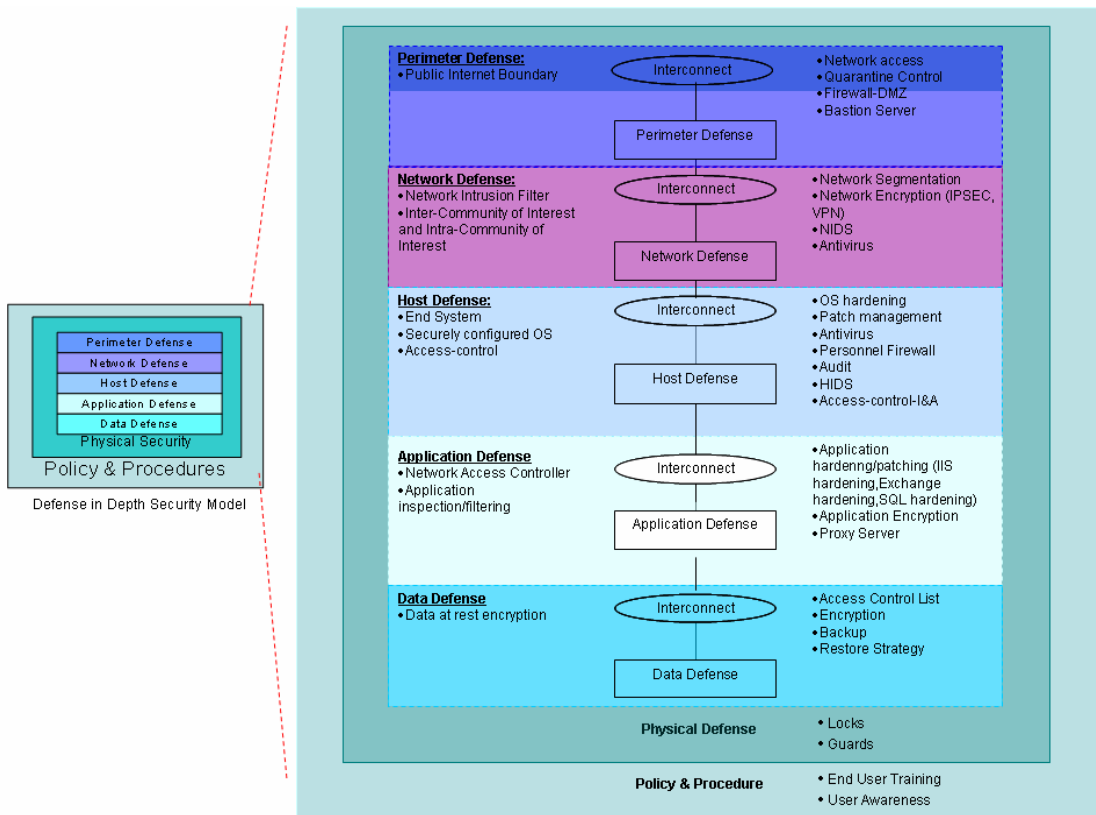 Perimeter Defense
Network Defense
Host Defense
Application Defense
Data Defense
Physical Security
Policy & Procedures
Defense in Depth Security Model
Perimeter Defense:
• Public Internet Boundary
Interconnect
Perimeter Defense
• Network access
• Quarantine Control
• Firewall-DMZ
• Bastion Server
Network Defense:
• Network Intrusion Filter
• Inter-Community of Interest
and Intra-Community of
Interest
Interconnect
Network Defense
• Network Segmentation
• Network Encryption (IPSEC,
VPN)
• NIDS
• Antivirus
Host Defense:
• End System
• Securely configured OS
• Access-control
Interconnect
Host Defense
• OS hardening
• Patch management
• Antivirus
• Personnel Firewall
• Audit
• HIDS
• Access-control-I&A
Application Defense
• Network Access Controller
• Application
inspection/filtering
Interconnect
Application Defense
• Application
hardenng/patching (IIS
hardening,Exchange
hardening,SQL hardening)
• Application Encryption
• Proxy Server
Data Defense
• Data at rest encryption
Interconnect
Data Defense
• Access Control List
• Encryption
• Backup
• Restore Strategy
Physical Defense
• Locks
• Guards
Policy & Procedure
• End User Training
• User Awareness